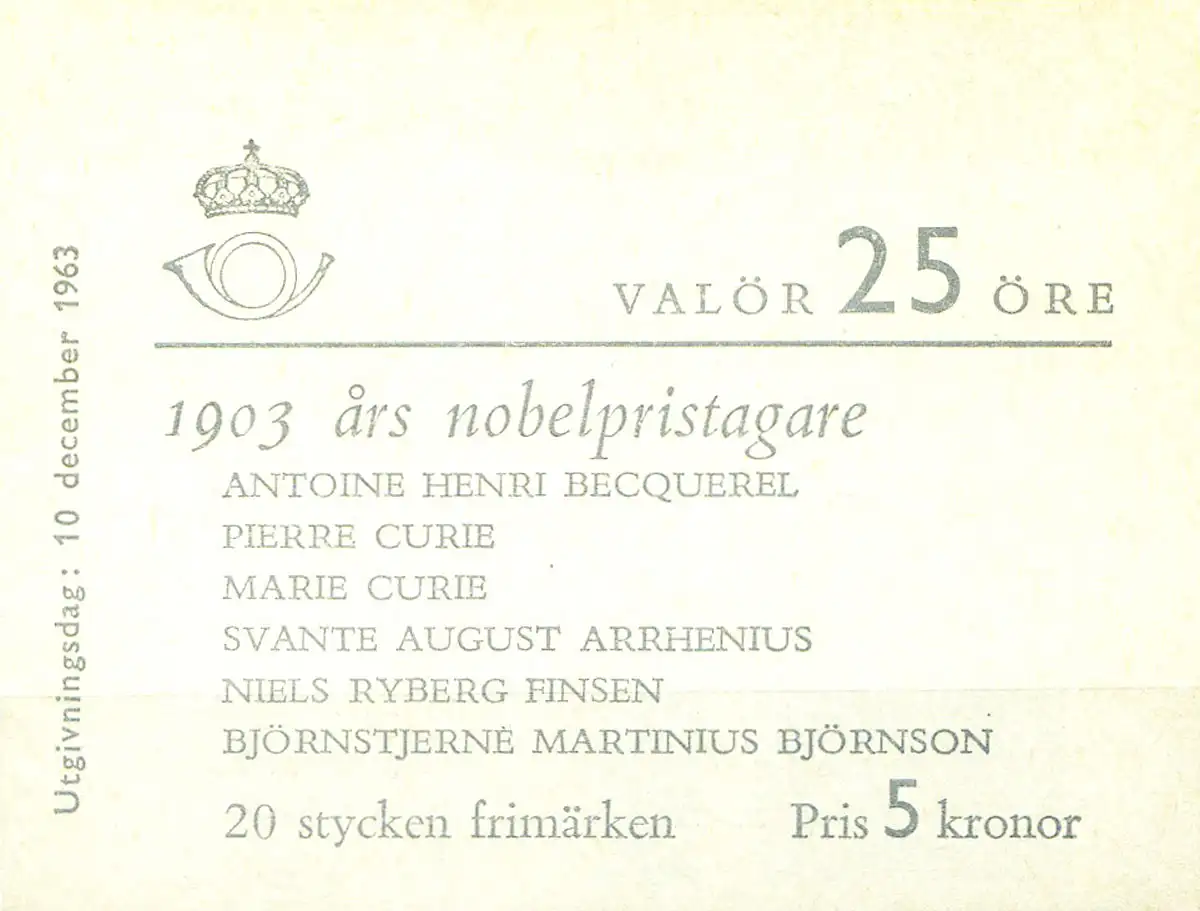 Utgivningsdag: 10 december 1963
VALÖR 25 ÖRE
1903 års nobelpristagare
ANTOINE HENRI BECQUEREL
PIERRE CURIE
MARIE CURIE
SVANTE AUGUST ARRHENIUS
NIELS RYBERG FINSEN
BJÖRNSTJERNE MARTINIUS BJÖRNSON
20 stycken frimärken Pris 5 kronor